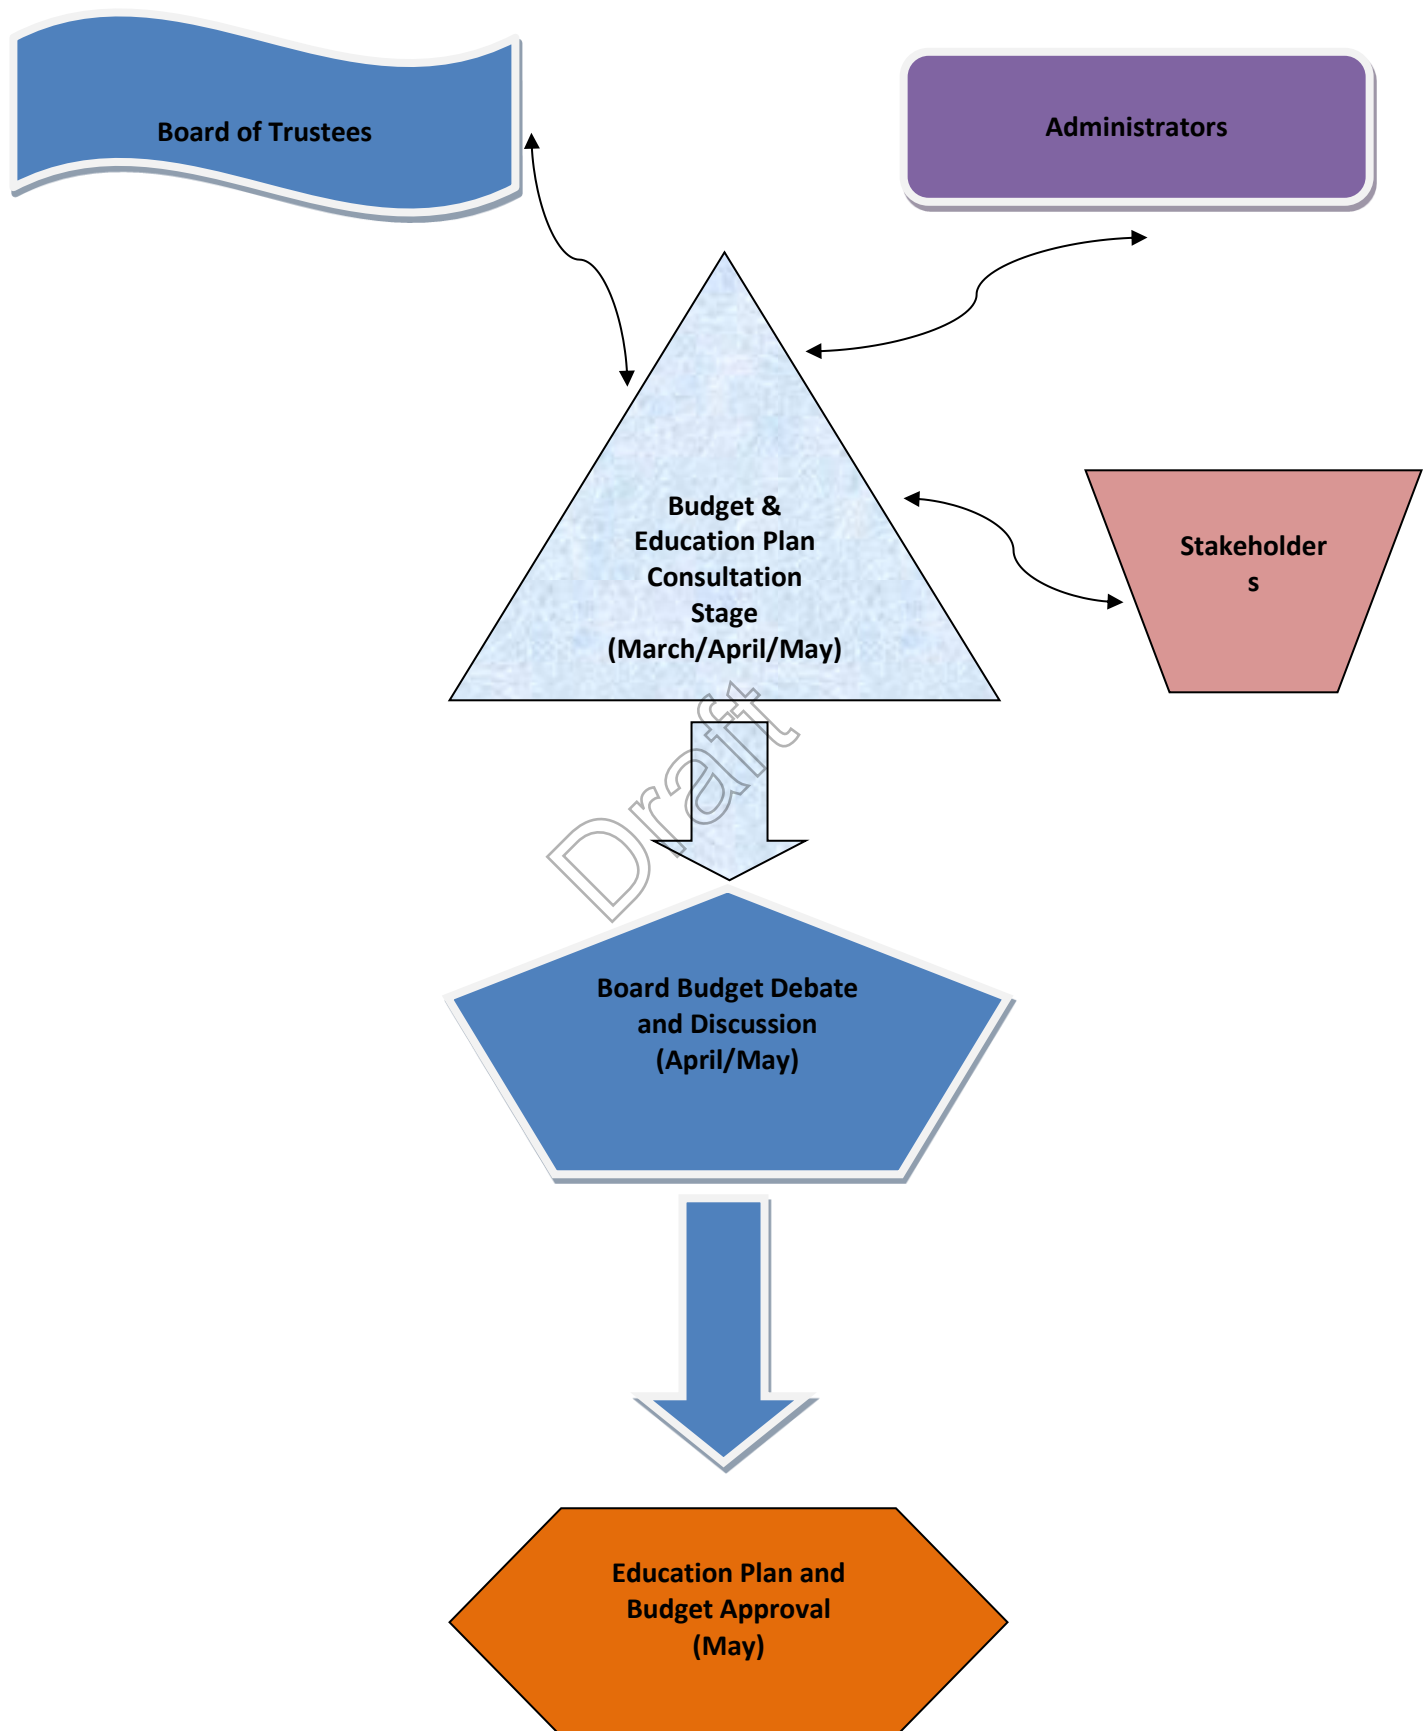 Board of Trustees
Administrators
Budget &
Education Plan
Consultation
Stage
(March/April/May)
Stakeholder
s
Draft
Board Budget Debate
and Discussion
(April/May)
Education Plan and
Budget Approval
(May)